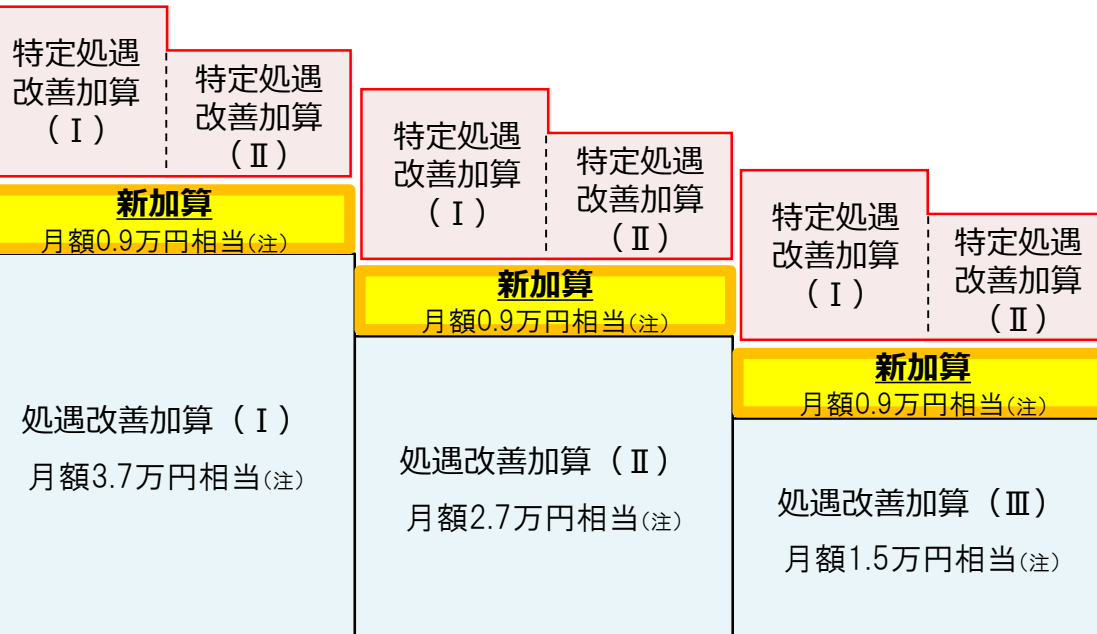 特定処遇
改善加算
（Ⅰ）
特定処遇
改善加算
（Ⅱ）
新加算
月額0.9万円相当(注)
処遇改善加算（Ⅰ）
月額3.7万円相当(注)
特定処遇
改善加算
（Ⅰ）
特定処遇
改善加算
（Ⅱ）
新加算
月額0.9万円相当(注)
処遇改善加算（Ⅱ）
月額2.7万円相当(注)
特定処遇
改善加算
（Ⅰ）
特定処遇
改善加算
（Ⅱ）
新加算
月額0.9万円相当(注)
処遇改善加算（Ⅲ）
月額1.5万円相当(注)